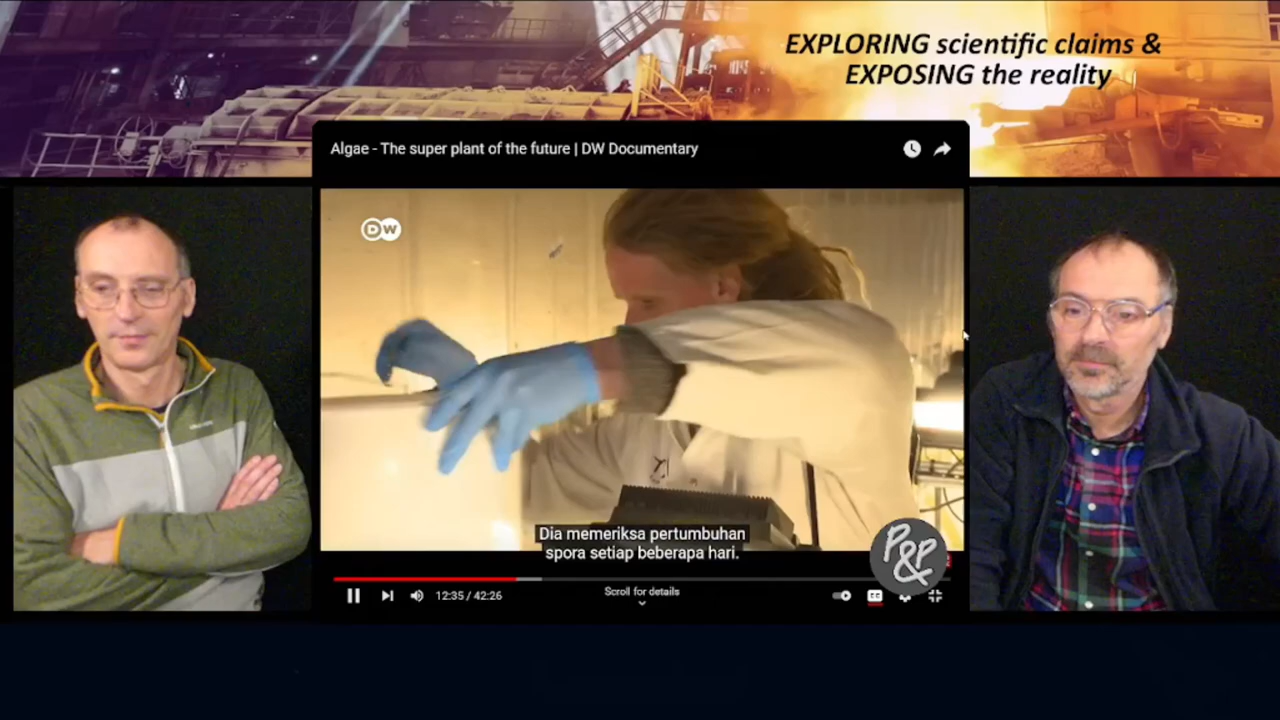 EXPLORING scientific claims &
EXPOSING the reality
Algae - The super plant of the future | DW Documentary
DW
Dia memeriksa pertumbuhan
spora setiap beberapa hari.
P&P
12:35 / 42:26
Scroll for details
CC